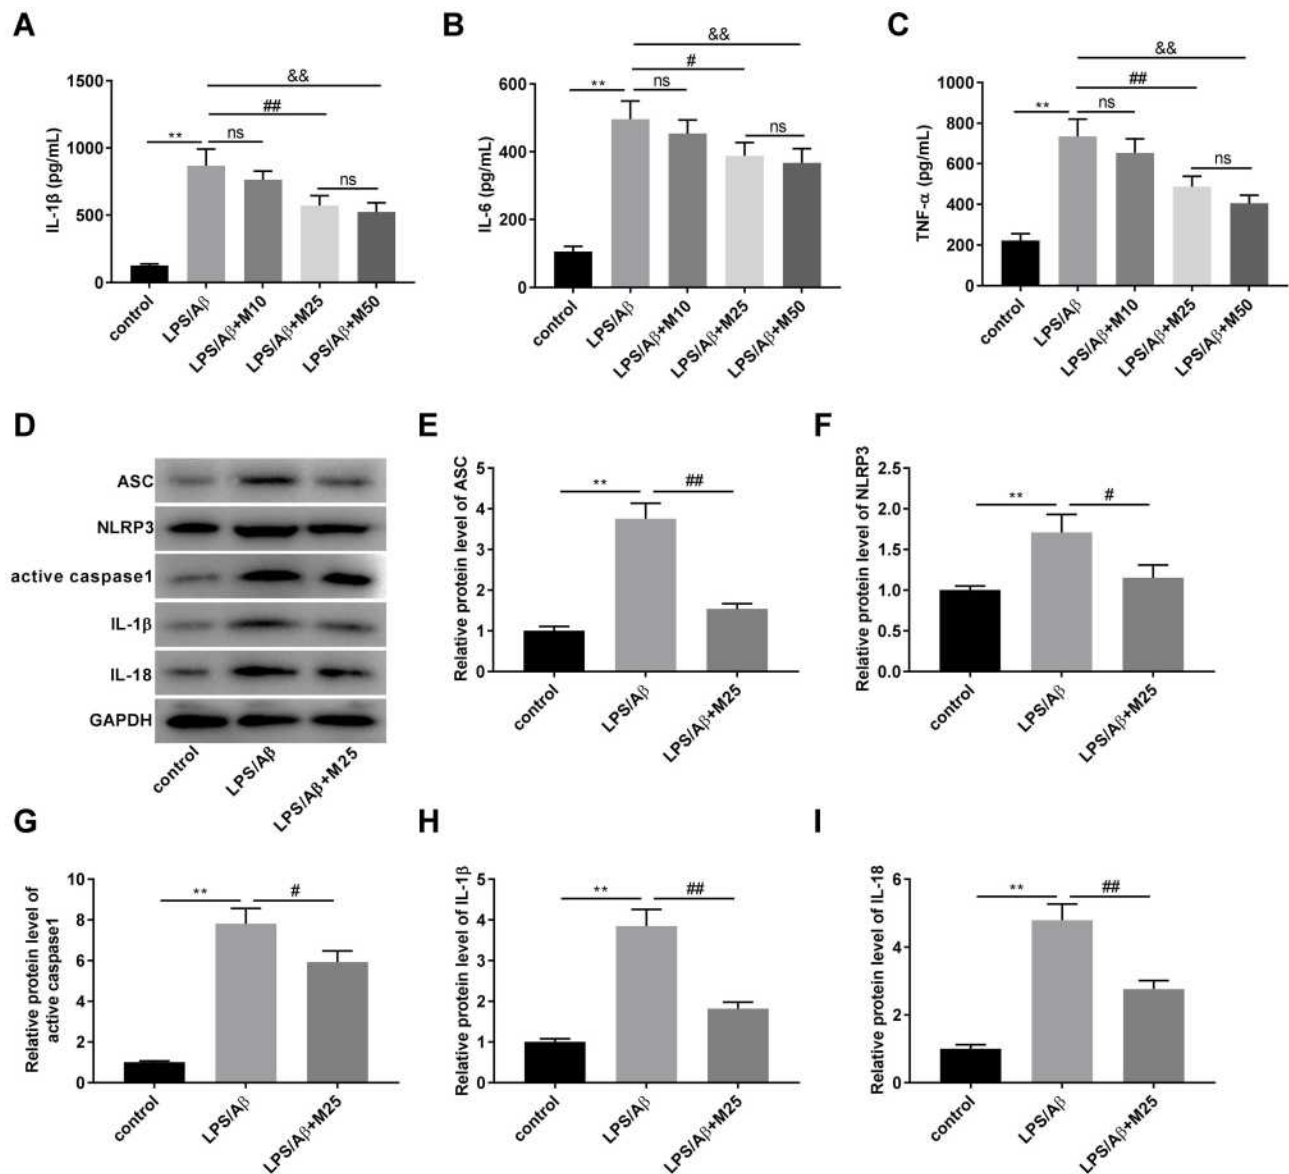 A
B
C
IL-1β (pg/mL)
1500
1000
500
0
**
ns
##
&&
ns
control
LPS/Aβ
LPS/Aβ+M10
LPS/Aβ+M25
LPS/Aβ+M50
IL-6 (pg/mL)
600
400
200
0
**
ns
#
&&
ns
control
LPS/Aβ
LPS/Aβ+M10
LPS/Aβ+M25
LPS/Aβ+M50
TNF-α (pg/mL)
1000
800
600
400
200
0
**
ns
##
&&
ns
control
LPS/Aβ
LPS/Aβ+M10
LPS/Aβ+M25
LPS/Aβ+M50
D
ASC
NLRP3
active caspase1
IL-1β
IL-18
GAPDH
control
LPS/Aβ
LPS/Aβ+M25
E
Relative protein level of ASC
5
4
3
2
1
0
**
##
control
LPS/Aβ
LPS/Aβ+M25
F
Relative protein level of NLRP3
2.5
2.0
1.5
1.0
0.5
0.0
**
#
control
LPS/Aβ
LPS/Aβ+M25
G
Relative protein level of
active caspase1
10
8
6
4
2
0
**
#
control
LPS/Aβ
LPS/Aβ+M25
H
Relative protein level of IL-1β
5
4
3
2
1
0
**
##
control
LPS/Aβ
LPS/Aβ+M25
I
Relative protein level of IL-18
6
4
2
0
**
##
control
LPS/Aβ
LPS/Aβ+M25